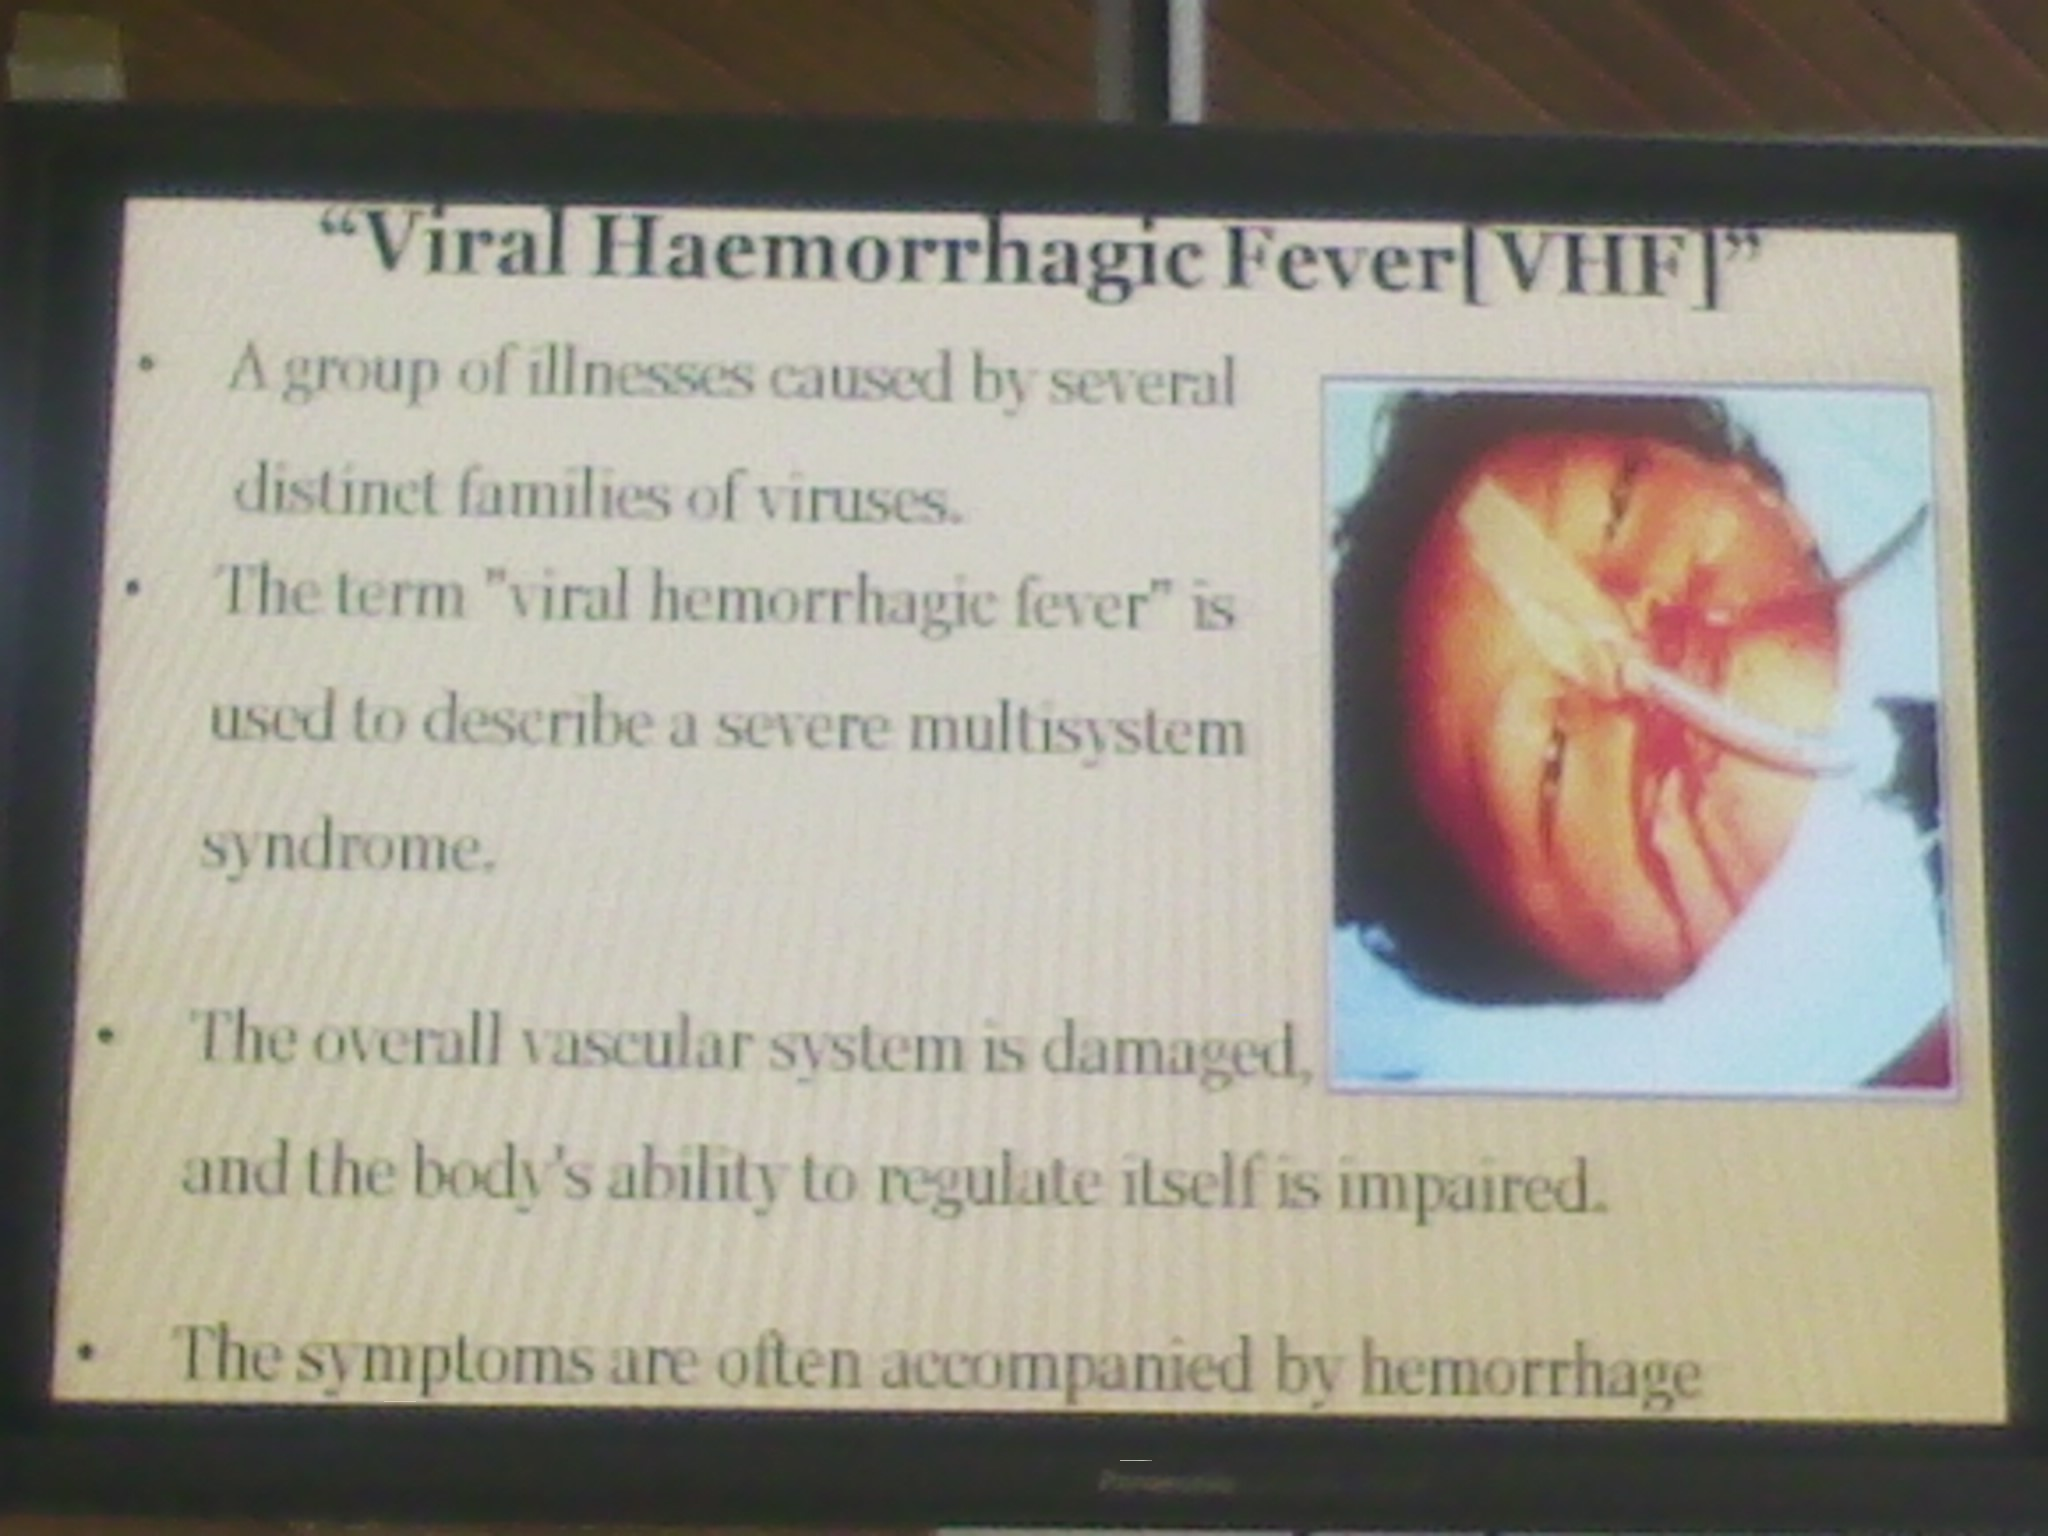 “Viral Haemorrhagic Fever[VHF]”
• A group of illnesses caused by several
distinct families of viruses.
• The term "viral hemorrhagic fever" is
used to describe a severe multisystem
syndrome.
• The overall vascular system is damaged,
and the body's ability to regulate itself is impaired.
• The symptoms are often accompanied by hemorrhage
Panasonic